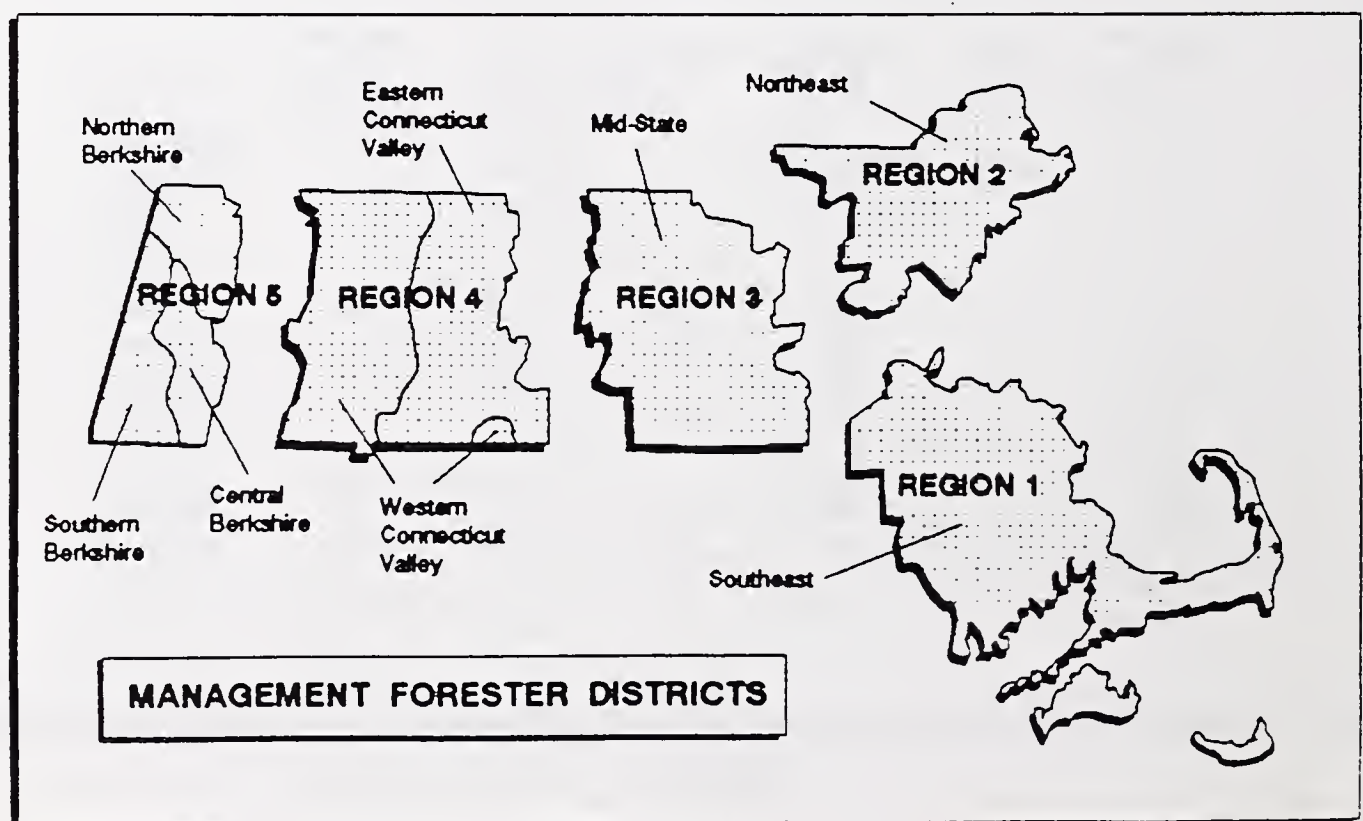 Northern
Berkshire
Eastern
Connecticut
Valley
Mid-State
Northeast
REGION 5
REGION 4
REGION 3
REGION 2
REGION 1
Southern
Berkshire
Central
Berkshire
Western
Connecticut
Valley
Southeast
MANAGEMENT FORESTER DISTRICTS